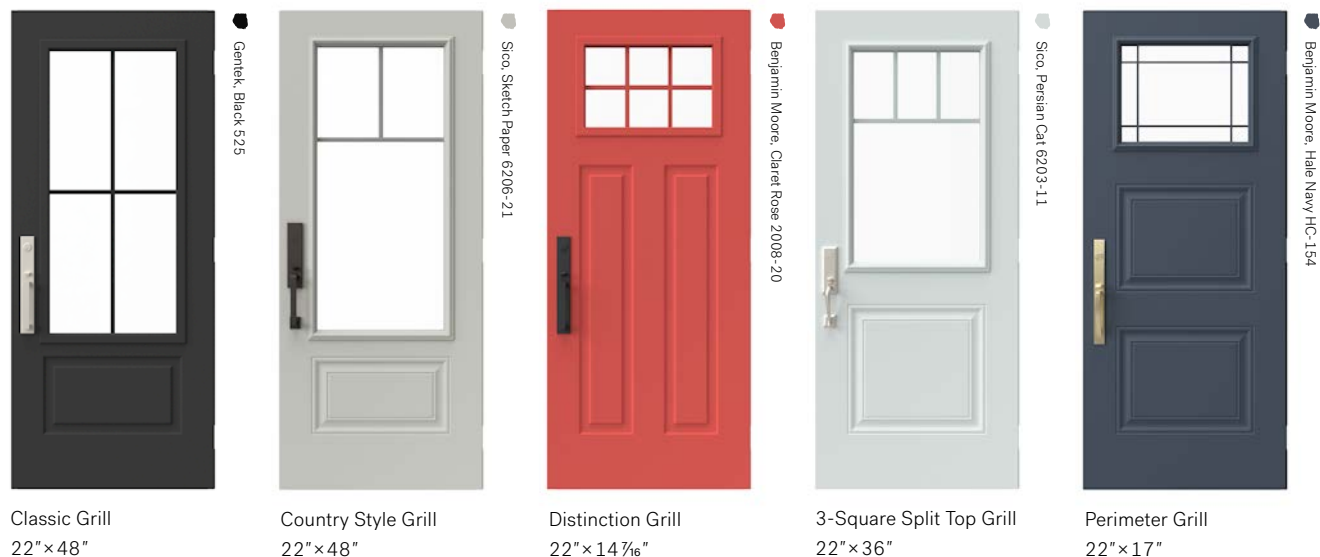 Gentek, Black 525
Sico, Sketch Paper 6206-21
Benjamin Moore, Claret Rose 2008-20
Sico, Persian Cat 6203-11
Benjamin Moore, Hale Navy HC-154
Classic Grill
22"×48"
Country Style Grill
22"×48"
Distinction Grill
22"×14 7⁄16"
3-Square Split Top Grill
22"×36"
Perimeter Grill
22"×17"